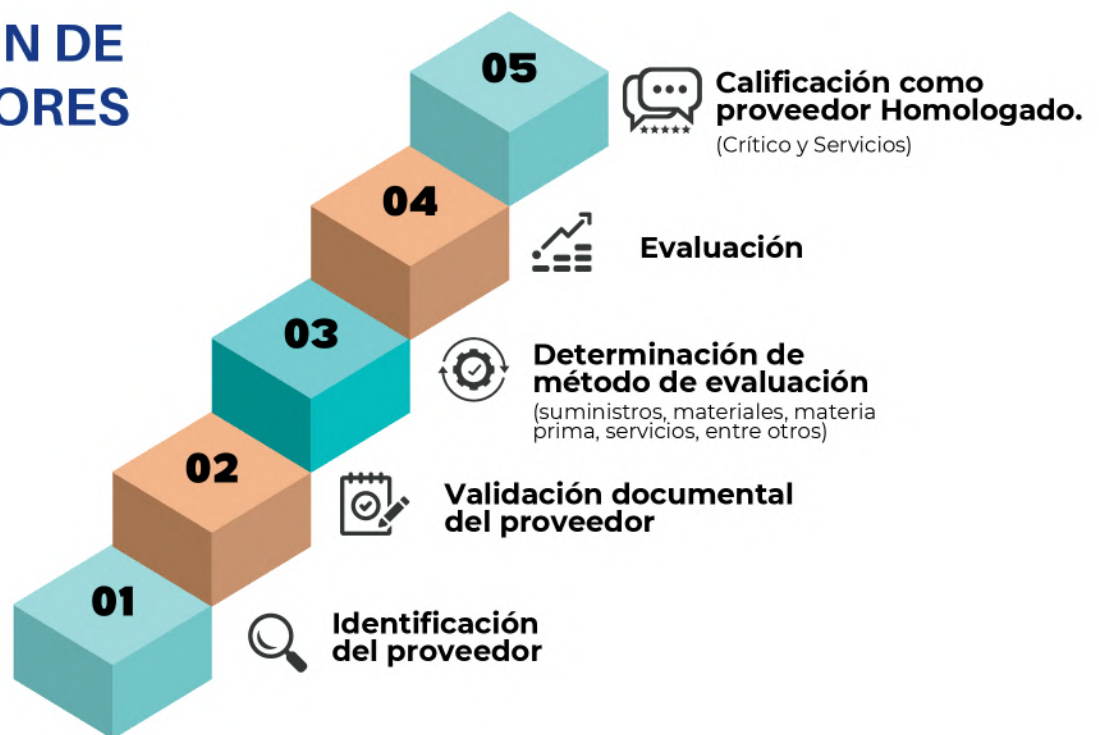 N DE
ORES
05
Calificación como
proveedor Homologado.
(Crítico y Servicios)
04
Evaluación
03
Determinación de
método de evaluación
(suministros, materiales, materia
prima, servicios, entre otros)
02
Validación documental
del proveedor
01
Identificación
del proveedor